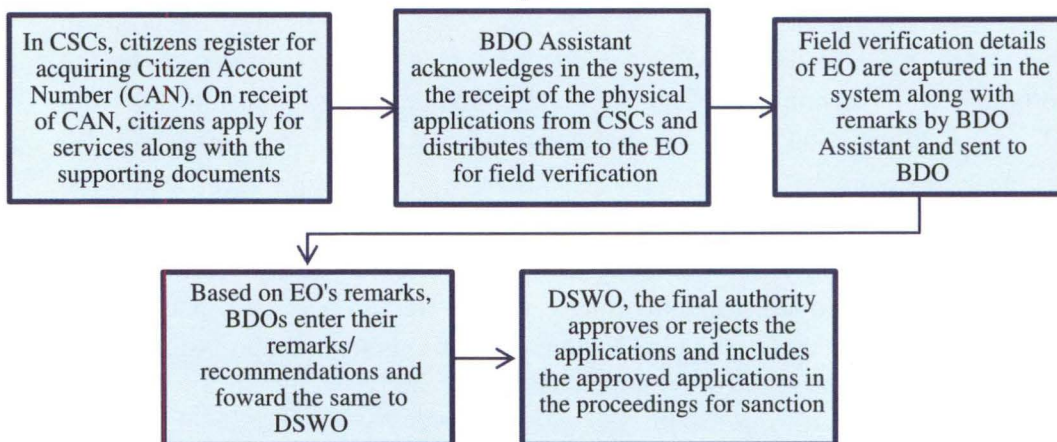 In CSCs, citizens register for
acquiring Citizen Account
Number (CAN). On receipt
of CAN, citizens apply for
services along with the
supporting documents
BDO Assistant
acknowledges in the system,
the receipt of the physical
applications from CSCs and
distributes them to the EO
for field verification
Field verification details
of EO are captured in the
system along with
remarks by BDO
Assistant and sent to
BDO
Based on EO's remarks,
BDOs enter their
remarks/
recommendations and
foward the same to
DSWO
DSWO, the final authority
approves or rejects the
applications and includes
the approved applications in
the proceedings for sanction